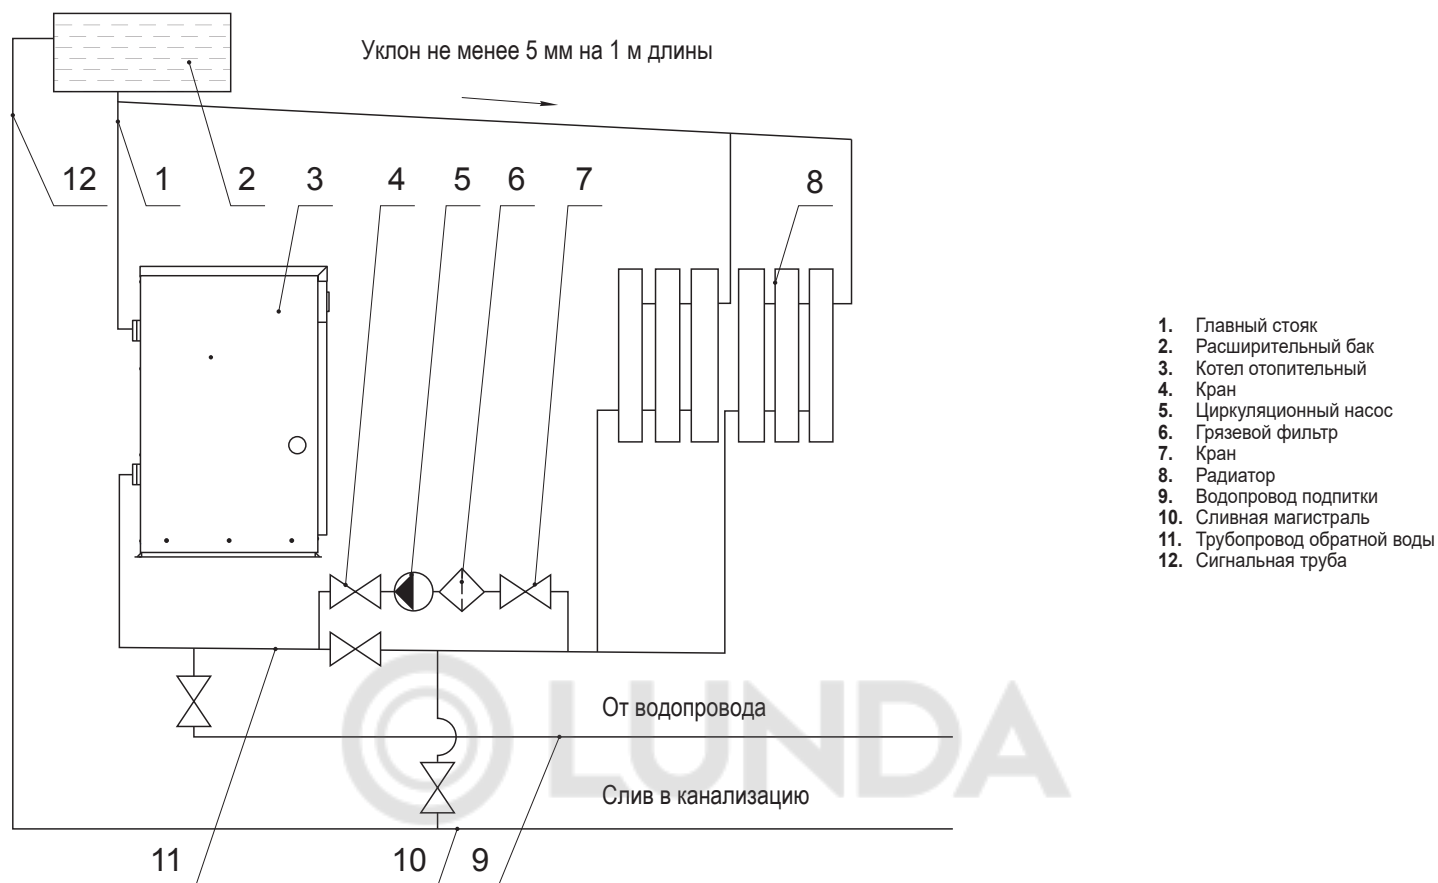 Уклон не менее 5 мм на 1 м длины
12 1 2 3 4 5 6 7 8
1. Главный стояк
2. Расширительный бак
3. Котел отопительный
4. Кран
5. Циркуляционный насос
6. Грязевой фильтр
7. Кран
8. Радиатор
9. Водопровод подпитки
10. Сливная магистраль
11. Трубопровод обратной воды
12. Сигнальная труба
LUNDA
От водопровода
Слив в канализацию
11 10 9